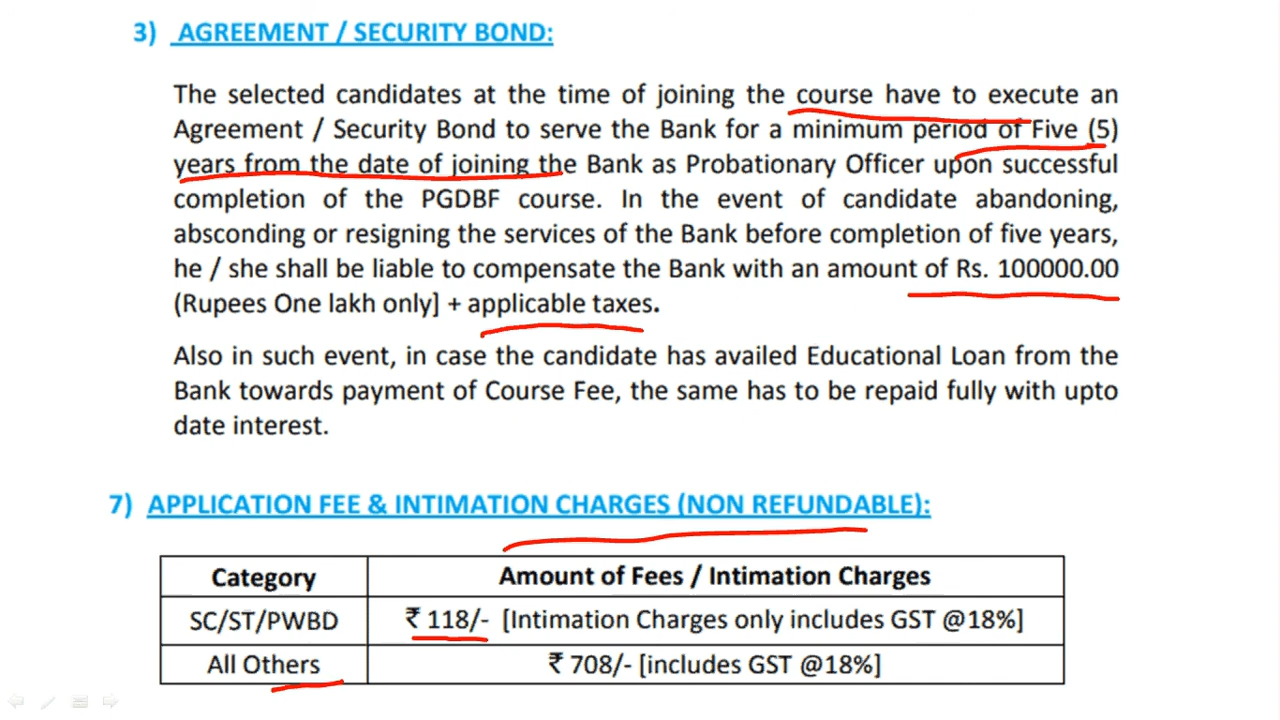 3) AGREEMENT / SECURITY BOND:
The selected candidates at the time of joining the course have to execute an
Agreement / Security Bond to serve the Bank for a minimum period of Five (5)
years from the date of joining the Bank as Probationary Officer upon successful
completion of the PGDBF course. In the event of candidate abandoning,
absconding or resigning the services of the Bank before completion of five years,
he / she shall be liable to compensate the Bank with an amount of Rs. 100000.00
(Rupees One lakh only] + applicable taxes.
Also in such event, in case the candidate has availed Educational Loan from the
Bank towards payment of Course Fee, the same has to be repaid fully with upto
date interest.
7) APPLICATION FEE & INTIMATION CHARGES (NON REFUNDABLE):
Category Amount of Fees / Intimation Charges
SC/ST/PWBD ₹ 118/- [Intimation Charges only includes GST @18%]
All Others ₹ 708/- [includes GST @18%]